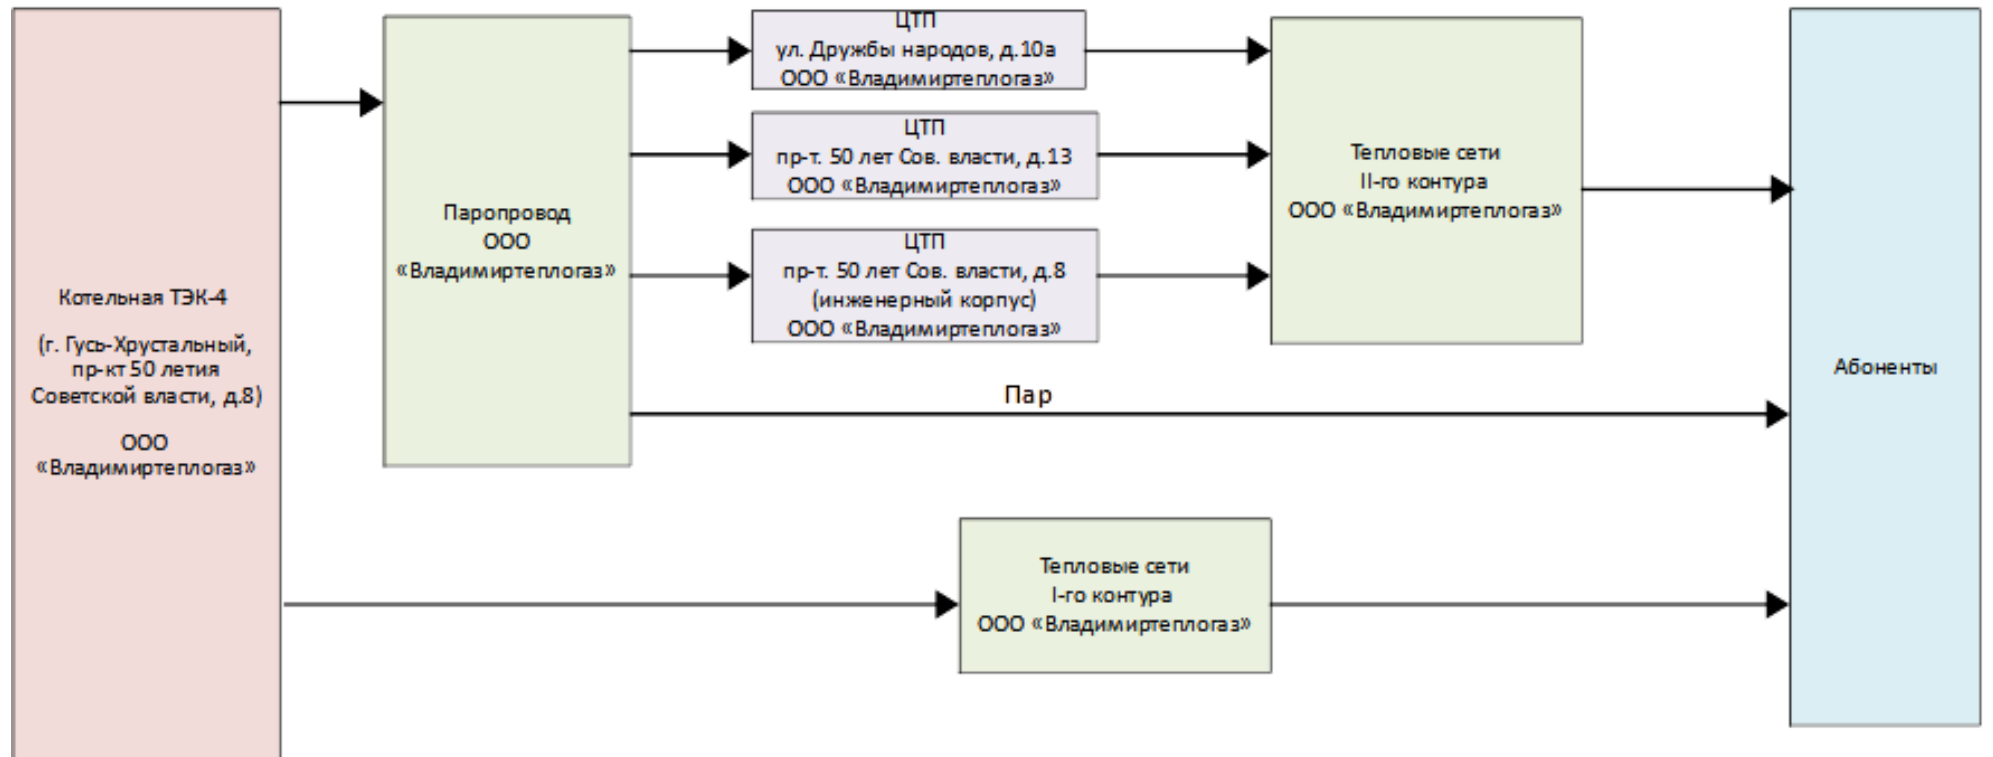 Котельная ТЭК-4
(г. Гусь-Хрустальный,
пр-кт 50 летия
Советской власти, д.8)
ООО
«Владимиртеплогаз»
Паропровод
ООО
«Владимиртеплогаз»
ЦТП
ул. Дружбы народов, д.10а
ООО «Владимиртеплогаз»
ЦТП
пр-т. 50 лет Сов. власти, д.13
ООО «Владимиртеплогаз»
ЦТП
пр-т. 50 лет Сов. власти, д.8
(инженерный корпус)
ООО «Владимиртеплогаз»
Тепловые сети
II-го контура
ООО «Владимиртеплогаз»
Пар
Тепловые сети
I-го контура
ООО «Владимиртеплогаз»
Абоненты